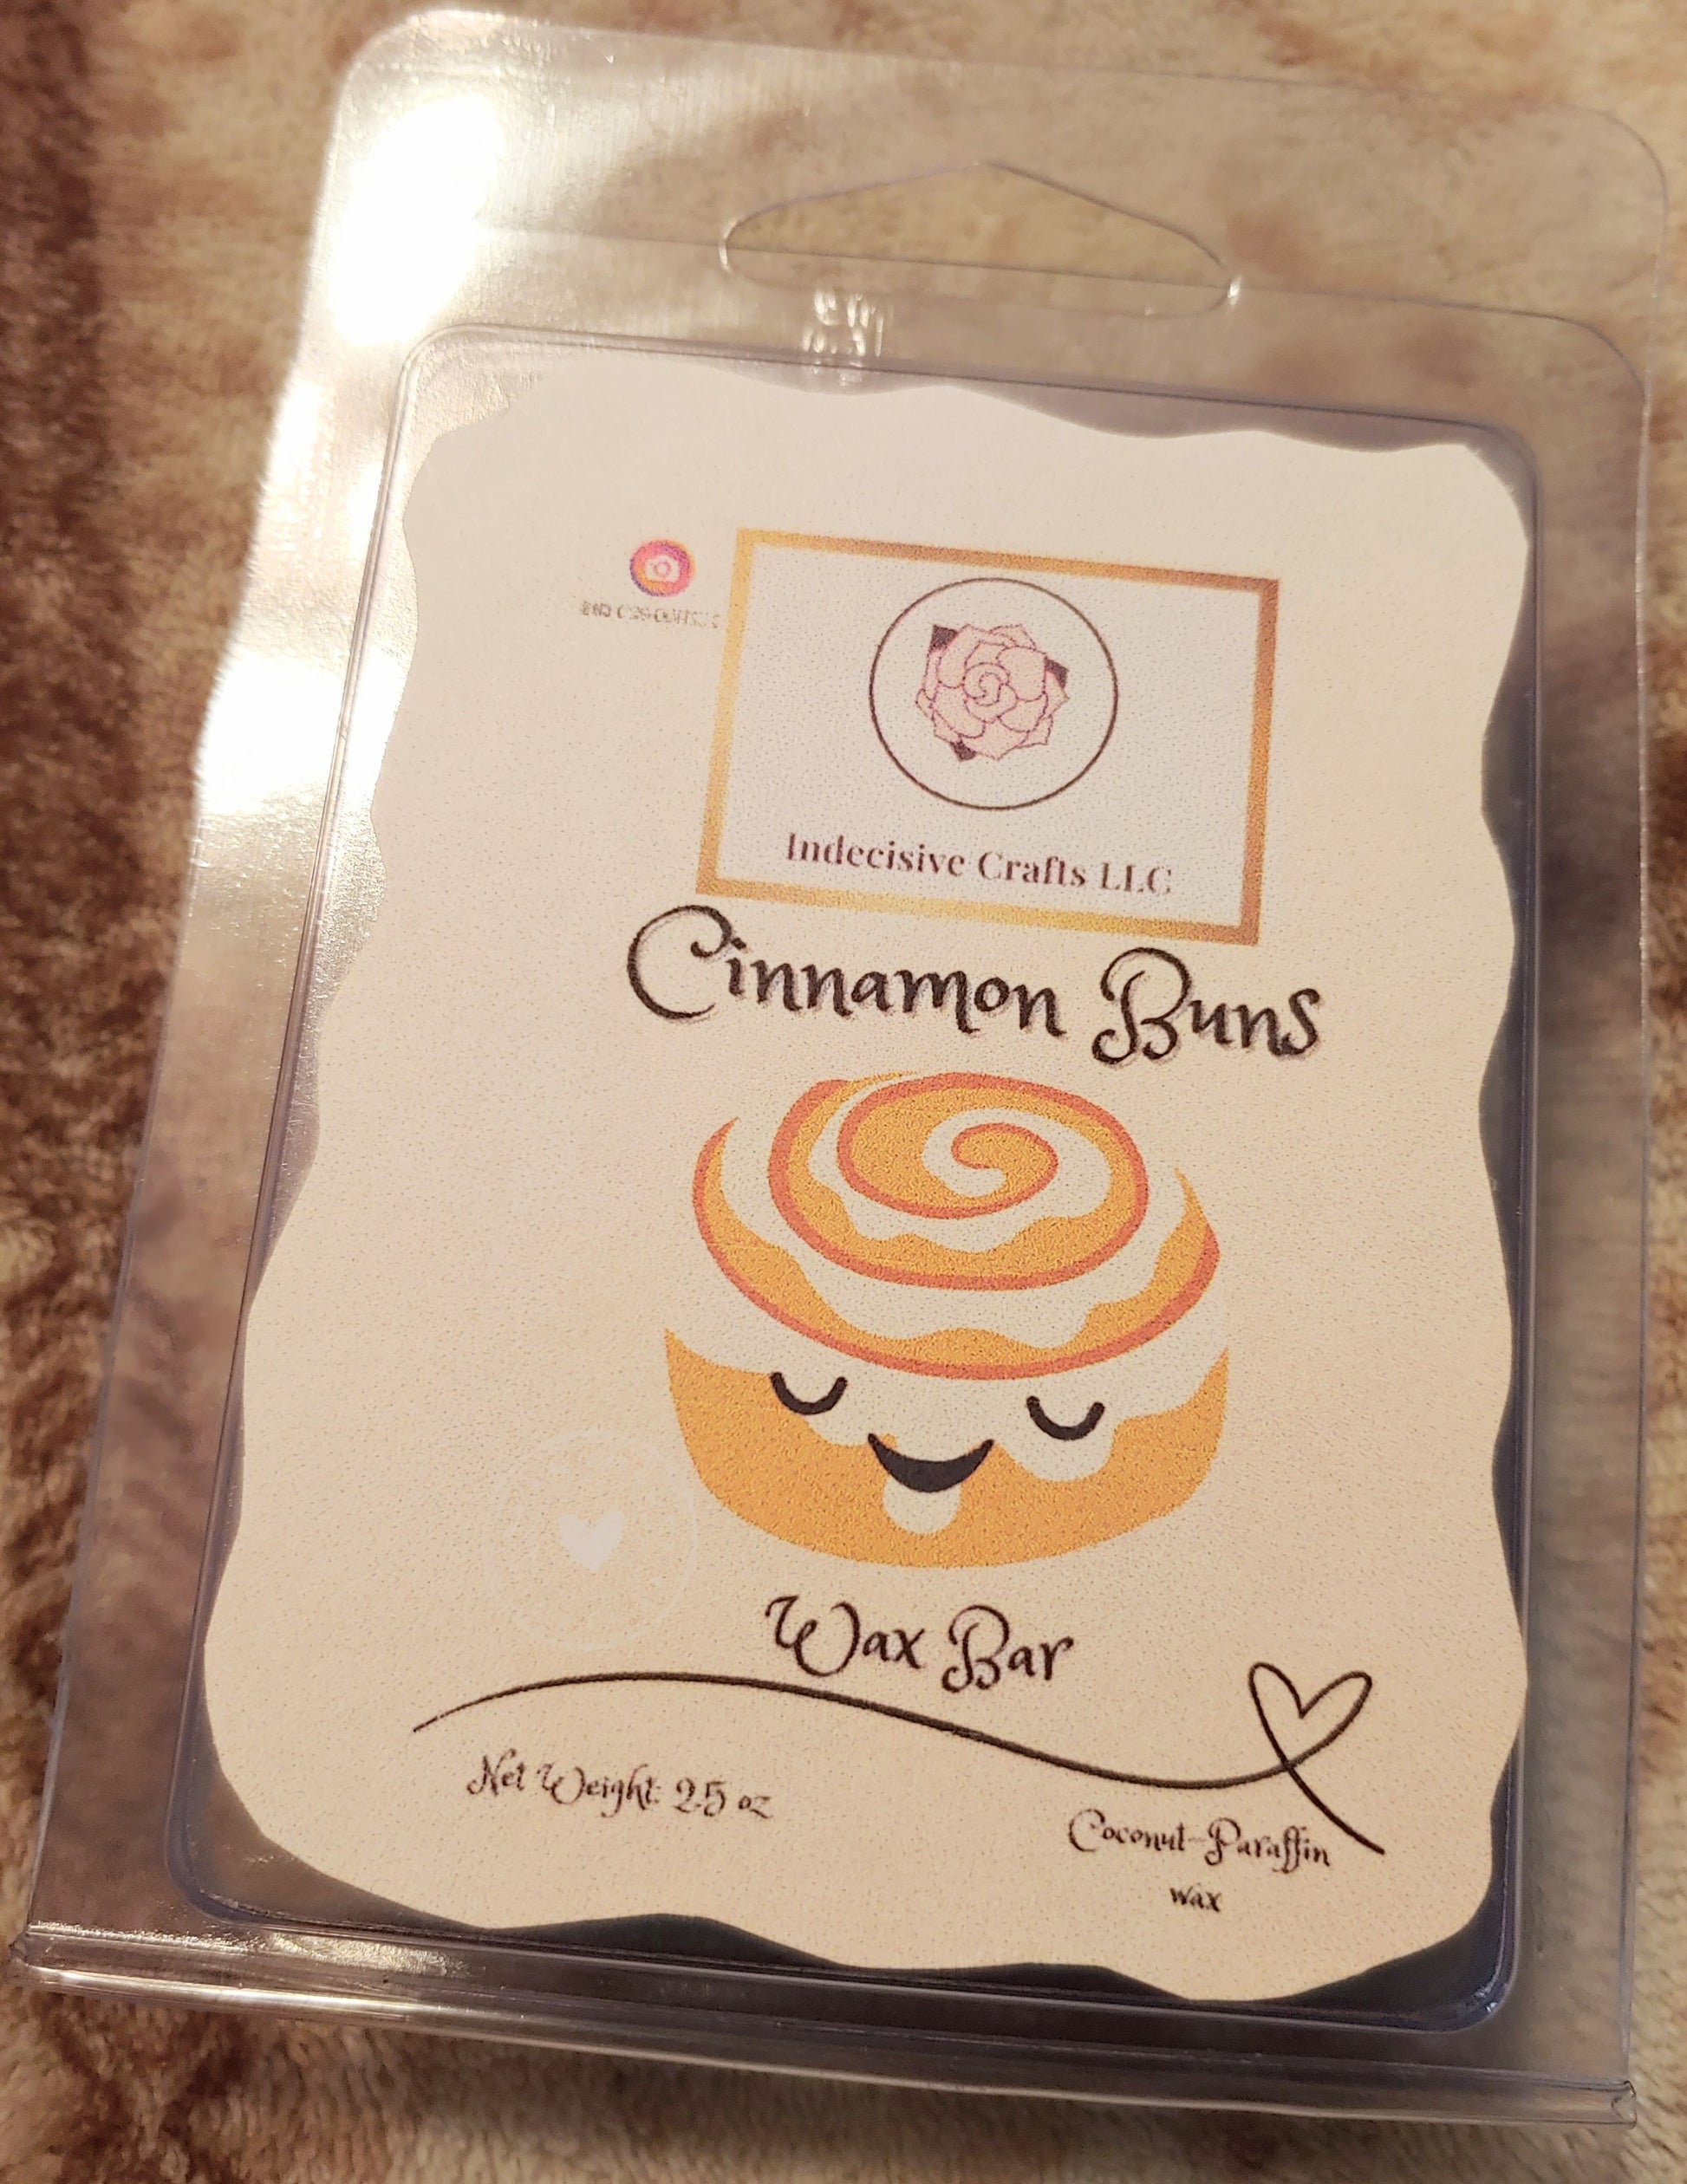 Indecisive Crafts LLC
Cinnamon Buns
Wax Bar
Net Weight: 2.5 oz
Coconut-Paraffin
wax